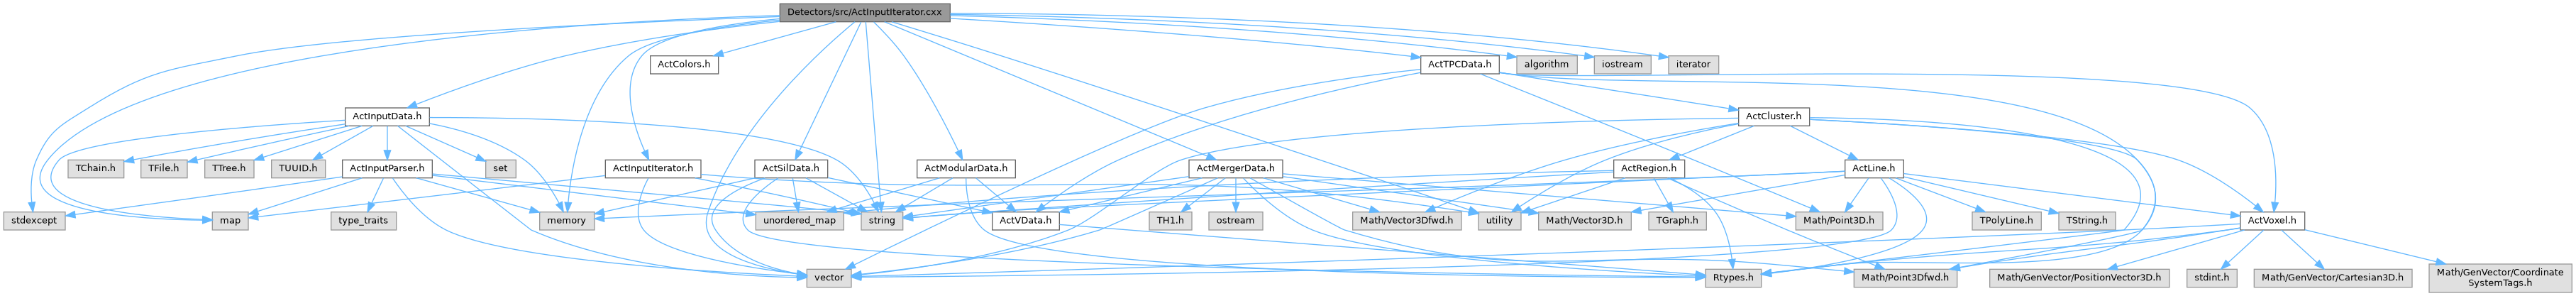 Detectors/src/ActInputIterator.cxx
ActColors.h
ActTPCData.h
algorithm
iostream
iterator
ActInputData.h
ActCluster.h
TChain.h
TFile.h
TTree.h
TUUID.h
ActInputParser.h
set
ActInputIterator.h
ActSilData.h
ActModularData.h
ActMergerData.h
ActRegion.h
ActLine.h
stdexcept
map
type_traits
memory
unordered_map
string
ActVData.h
TH1.h
ostream
Math/Vector3Dfwd.h
utility
Math/Vector3D.h
TGraph.h
Math/Point3D.h
TPolyLine.h
TString.h
ActVoxel.h
vector
Rtypes.h
Math/Point3Dfwd.h
Math/GenVector/PositionVector3D.h
stdint.h
Math/GenVector/Cartesian3D.h
Math/GenVector/Coordinate
SystemTags.h